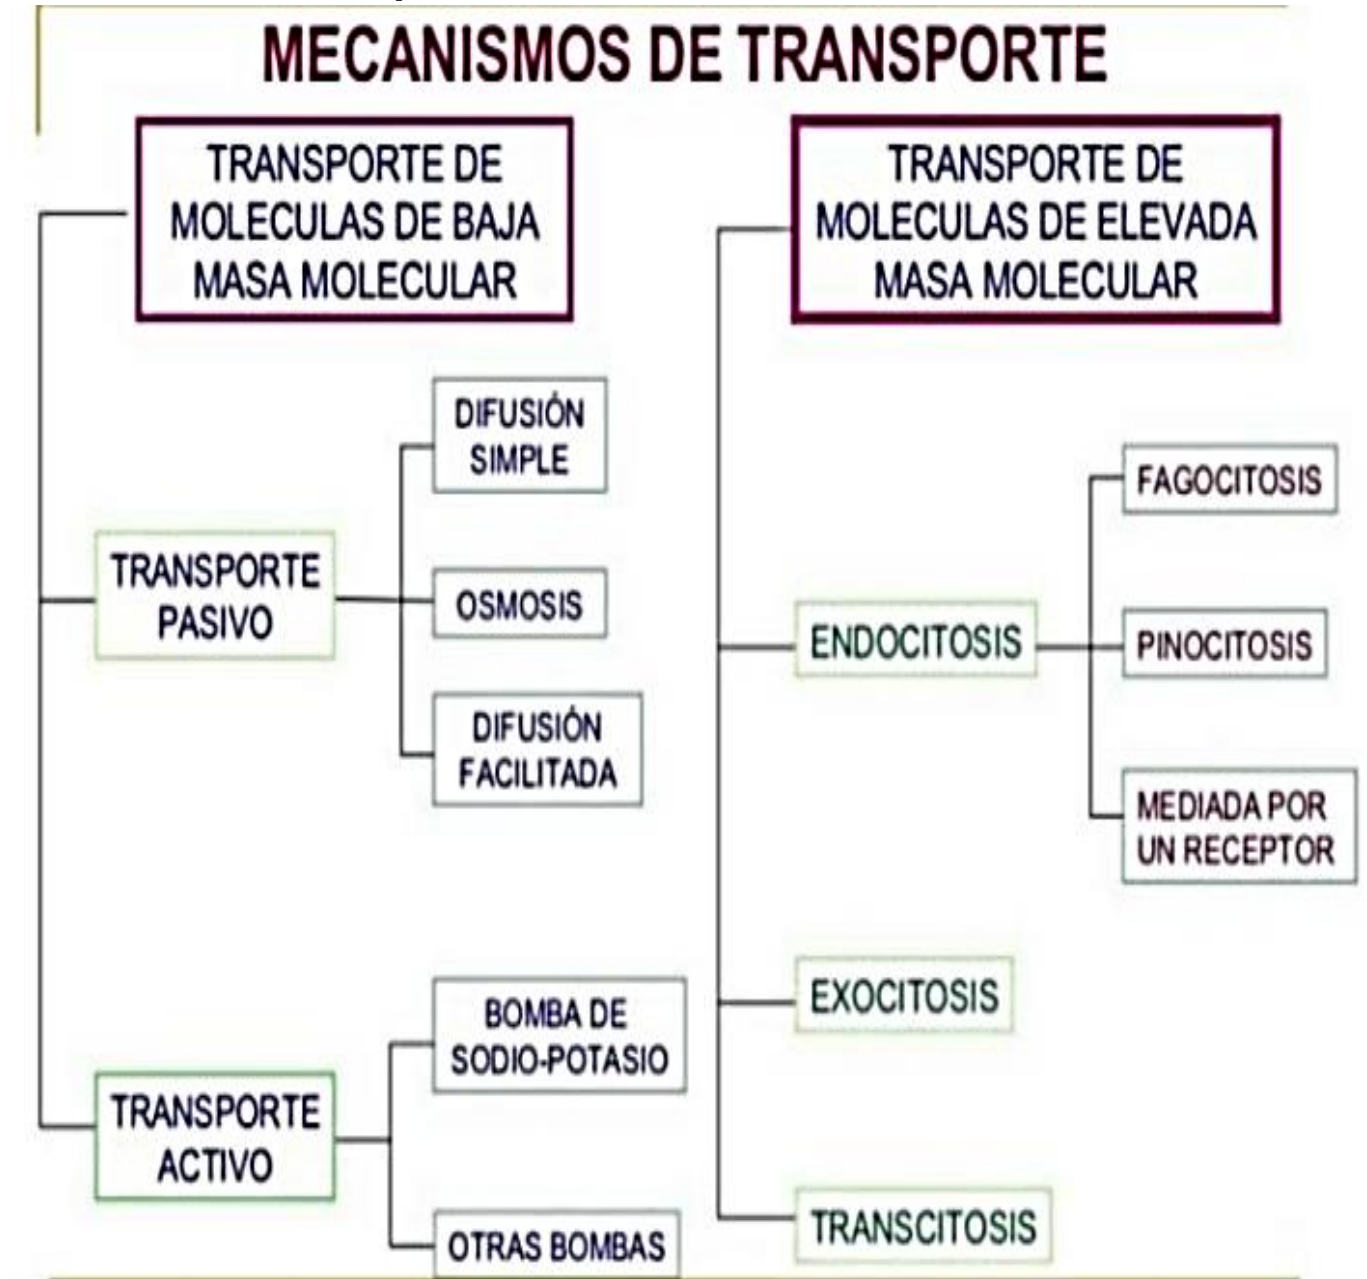 MECANISMOS DE TRANSPORTE
TRANSPORTE DE
MOLECULAS DE BAJA
MASA MOLECULAR
DIFUSIÓN
SIMPLE
TRANSPORTE
PASIVO
OSMOSIS
DIFUSIÓN
FACILITADA
BOMBA DE
SODIO-POTASIO
TRANSPORTE
ACTIVO
OTRAS BOMBAS
TRANSPORTE DE
MOLECULAS DE ELEVADA
MASA MOLECULAR
FAGOCITOSIS
ENDOCITOSIS
PINOCITOSIS
MEDIADA POR
UN RECEPTOR
EXOCITOSIS
TRANSCITOSIS